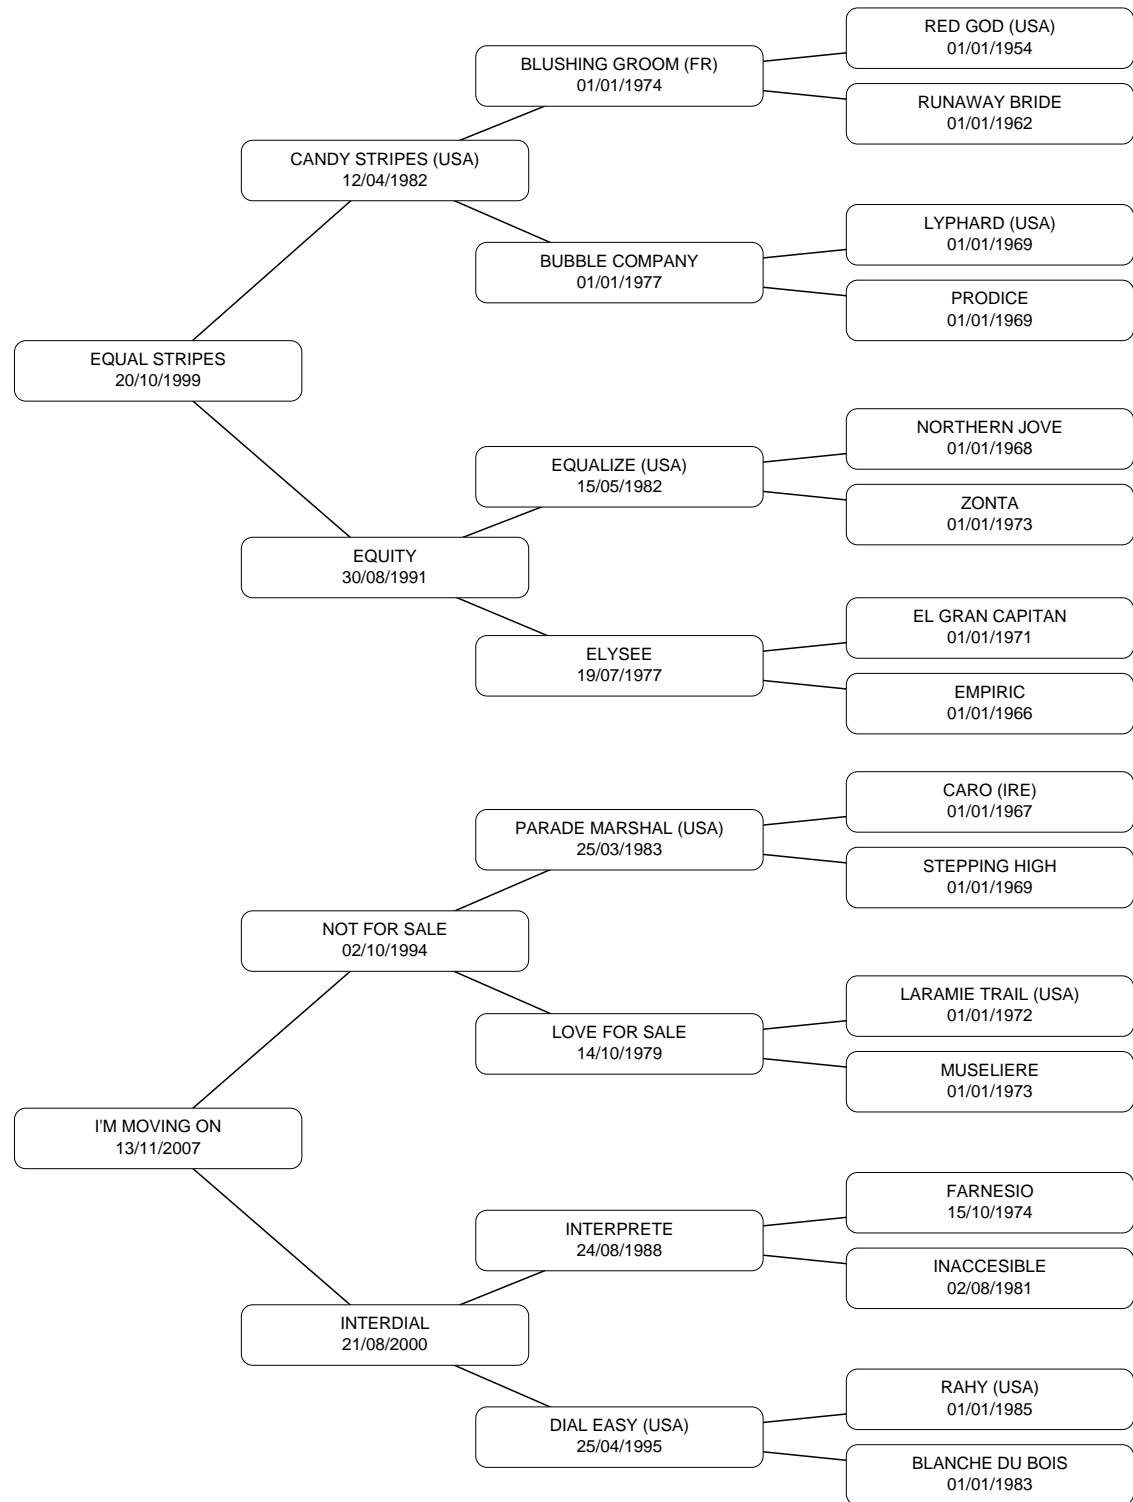 RED GOD (USA)
01/01/1954
BLUSHING GROOM (FR)
01/01/1974
RUNAWAY BRIDE
01/01/1962
CANDY STRIPES (USA)
12/04/1982
LYPHARD (USA)
01/01/1969
BUBBLE COMPANY
01/01/1977
PRODICE
01/01/1969
EQUAL STRIPES
20/10/1999
NORTHERN JOVE
01/01/1968
EQUALIZE (USA)
15/05/1982
ZONTA
01/01/1973
EQUITY
30/08/1991
EL GRAN CAPITAN
01/01/1971
ELYSEE
19/07/1977
EMPIRIC
01/01/1966
CARO (IRE)
01/01/1967
PARADE MARSHAL (USA)
25/03/1983
STEPPING HIGH
01/01/1969
NOT FOR SALE
02/10/1994
LARAMIE TRAIL (USA)
01/01/1972
LOVE FOR SALE
14/10/1979
MUSELIERE
01/01/1973
I'M MOVING ON
13/11/2007
FARNESIO
15/10/1974
INTERPRETE
24/08/1988
INACCESIBLE
02/08/1981
INTERDIAL
21/08/2000
RAHY (USA)
01/01/1985
DIAL EASY (USA)
25/04/1995
BLANCHE DU BOIS
01/01/1983